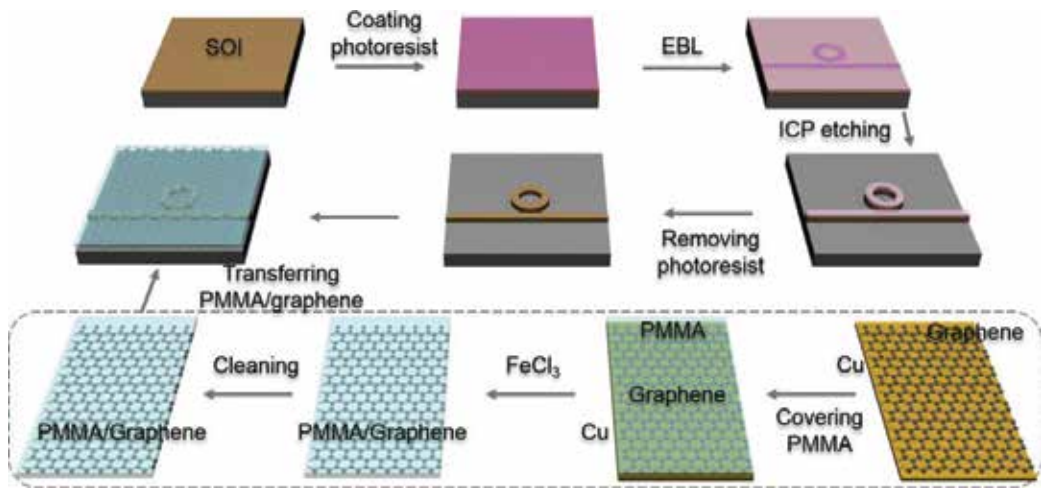 SOI
Coating
photoresist
EBL
ICP etching
Removing
photoresist
Transferring
PMMA/graphene
Cleaning
PMMA/Graphene
FeCl₃
PMMA/Graphene
PMMA
Graphene
Cu
Covering
PMMA
Cu
Graphene